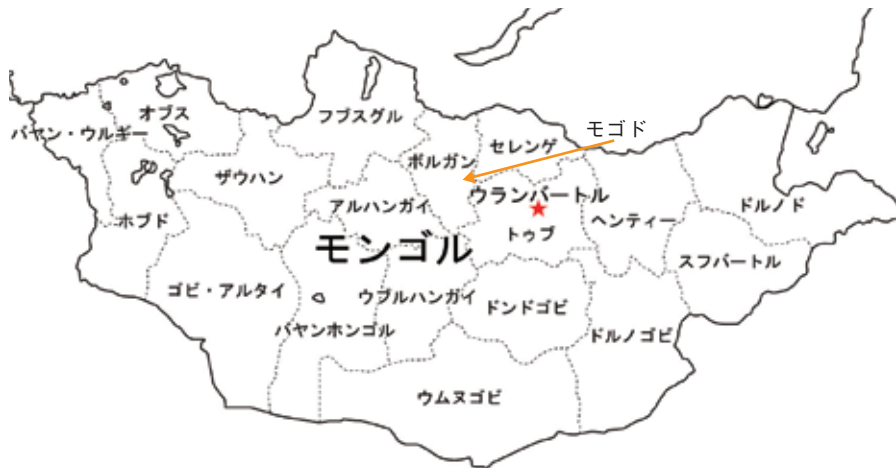 オブス
フブスグル
モゴド
バヤン・ウルギー
セレンゲ
ボルガン
ザウハン
ウランバートル
アルハンガイ
ホブド
ヘンティー
ドルノド
トゥブ
モンゴル
スフバートル
ゴビ・アルタイ
ウブルハンガイ
ドンドゴビ
バヤンホンゴル
ドルノゴビ
ウムヌゴビ